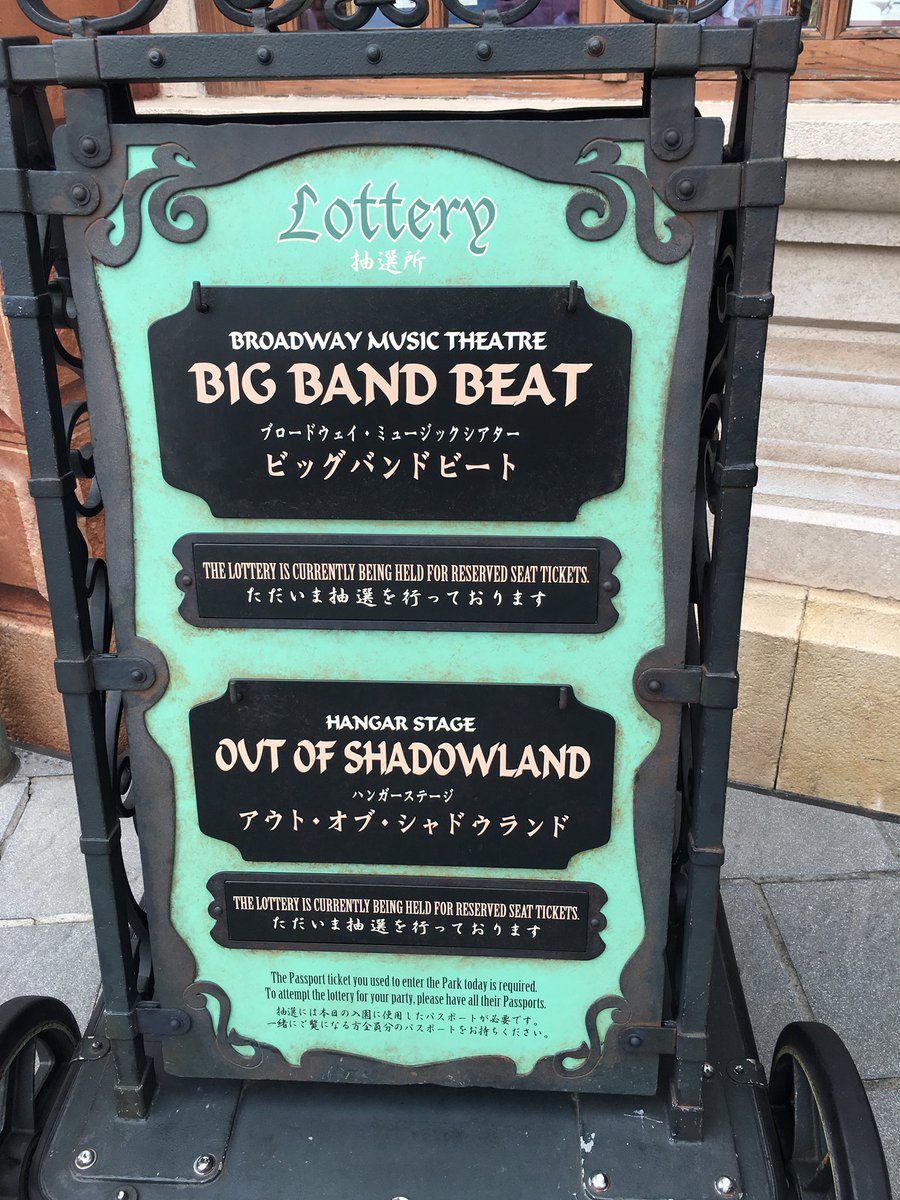 Lottery
抽選所
BROADWAY MUSIC THEATRE
BIG BAND BEAT
ブロードウェイ・ミュージックシアター
ビッグバンドビート
THE LOTTERY IS CURRENTLY BEING HELD FOR RESERVED SEAT TICKETS.
ただいま抽選を行っております
HANGAR STAGE
OUT OF SHADOWLAND
ハンガーステージ
アウト・オブ・シャドウランド
THE LOTTERY IS CURRENTLY BEING HELD FOR RESERVED SEAT TICKETS.
ただいま抽選を行っております
The Passport ticket you used to enter the Park today is required.
To attempt the lottery for your party, please have all their Passports.
抽選には本日の入園に使用したパスポートが必要です。
一緒にご覧になる方全員分のパスポートをお持ちください。